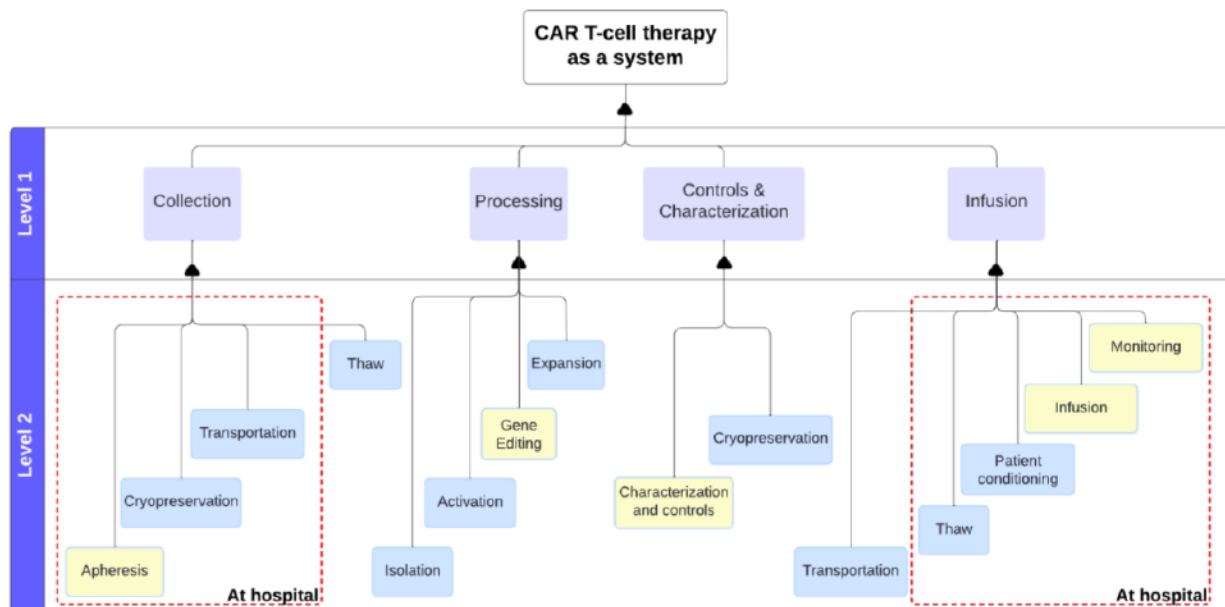 CAR T-cell therapy
as a system
Level 1
Collection
Processing
Controls &
Characterization
Infusion
Level 2
Thaw
Transportation
Cryopreservation
Apheresis
At hospital
Expansion
Gene
Editing
Activation
Isolation
Cryopreservation
Characterization
and controls
Monitoring
Infusion
Patient
conditioning
Thaw
Transportation
At hospital